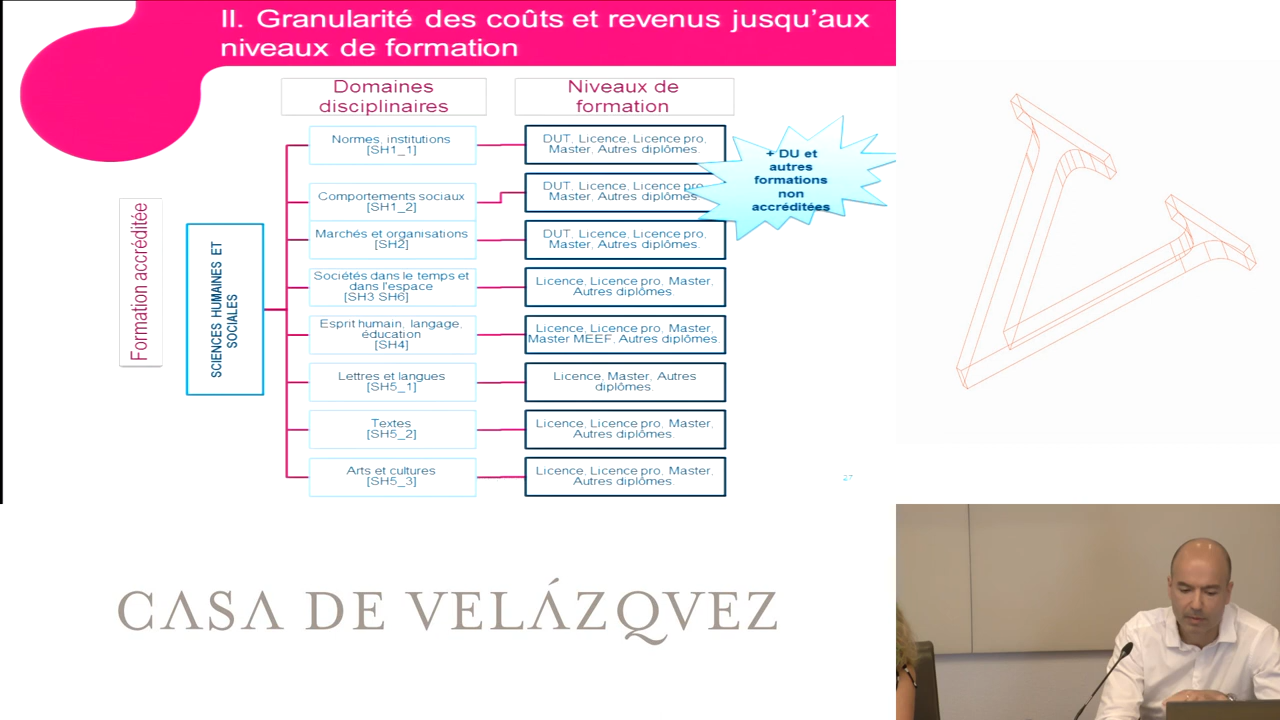 II. Granularité des coûts et revenus jusqu'aux
niveaux de formation
Domaines
disciplinaires
Niveaux de
formation
Formation accréditée
SCIENCES HUMAINES ET
SOCIALES
Normes, institutions
[SH1_1]
DUT, Licence, Licence pro,
Master, Autres diplômes.
Comportements sociaux
[SH1_2]
DUT, Licence, Licence pro,
Master, Autres diplômes.
Marchés et organisations
[SH2]
DUT, Licence, Licence pro,
Master, Autres diplômes.
Sociétés dans le temps et
dans l'espace
[SH3 SH6]
Licence, Licence pro, Master,
Autres diplômes.
Esprit humain, langage,
éducation
[SH4]
Licence, Licence pro, Master,
Master MEEF, Autres diplômes.
Lettres et langues
[SH5_1]
Licence, Master, Autres
diplômes.
Textes
[SH5_2]
Licence, Licence pro, Master,
Autres diplômes.
Arts et cultures
[SH5_3]
Licence, Licence pro, Master,
Autres diplômes.
+ DU et
autres
formations
non
accréditées
27
CASA DE VELÁZQVEZ